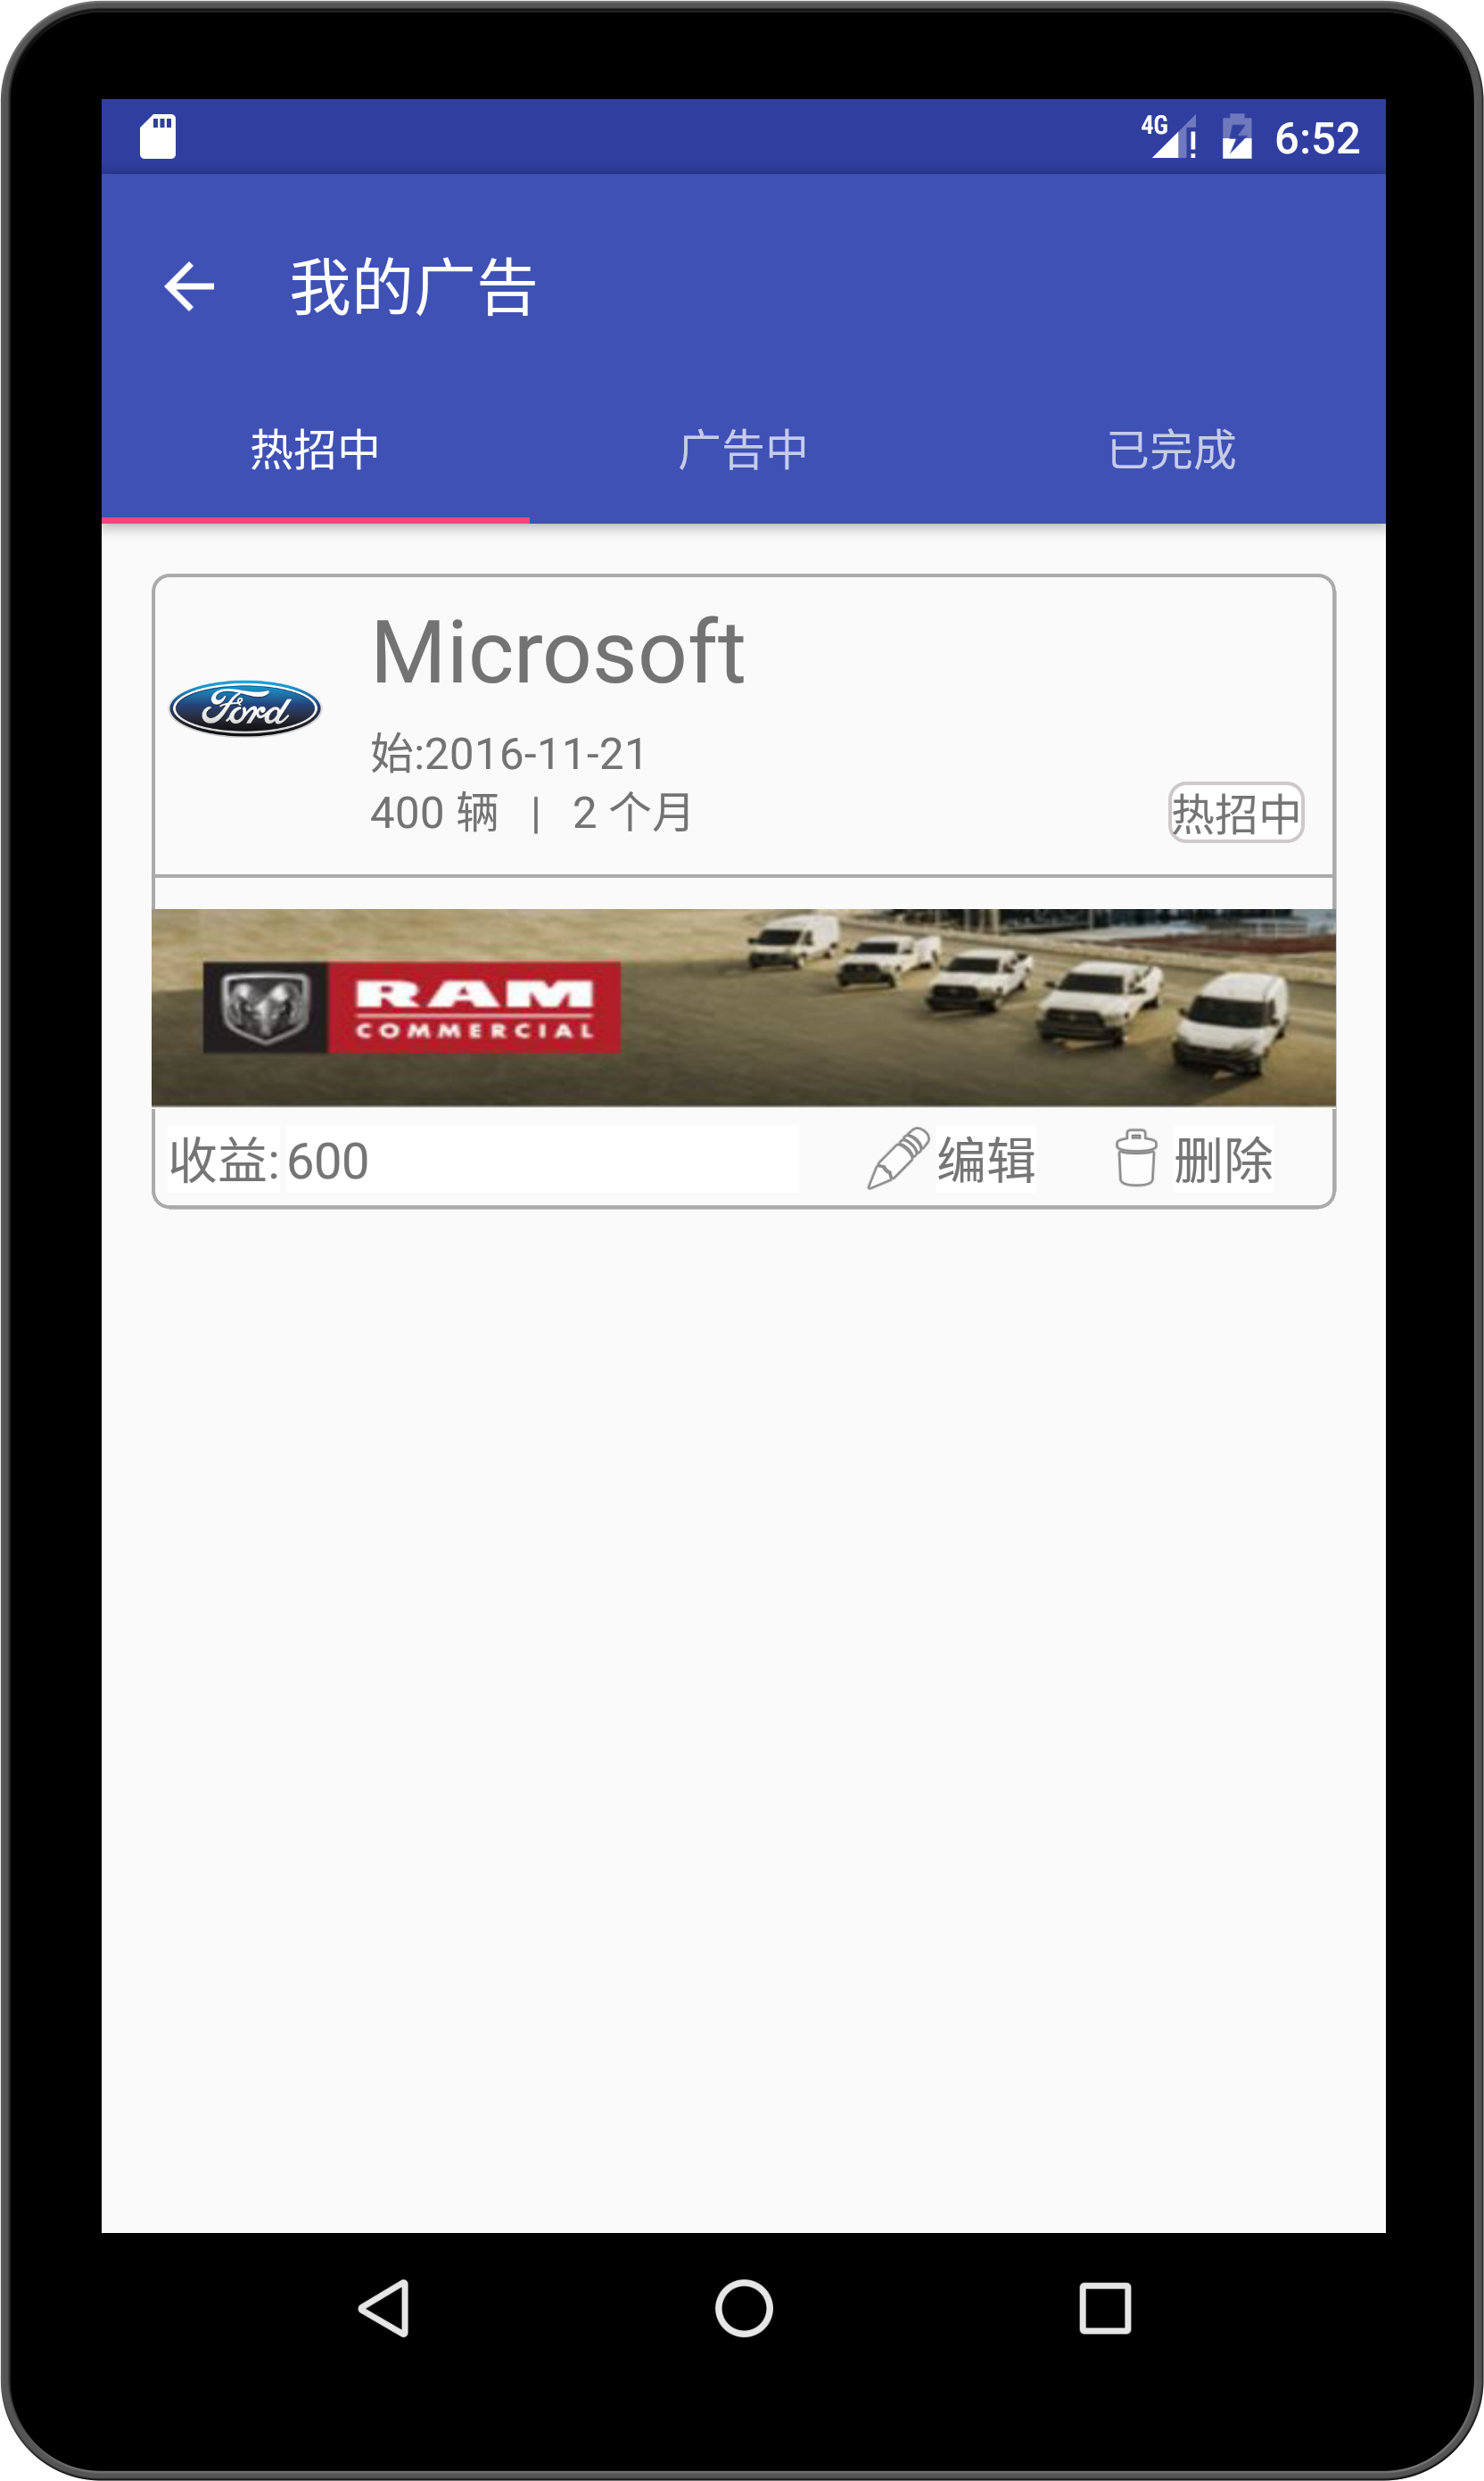 4G 6:52
我的广告
热招中 广告中 已完成
Microsoft
Ford
始:2016-11-21
400 辆 | 2 个月
热招中
RAM
COMMERCIAL
收益: 600 编辑 删除